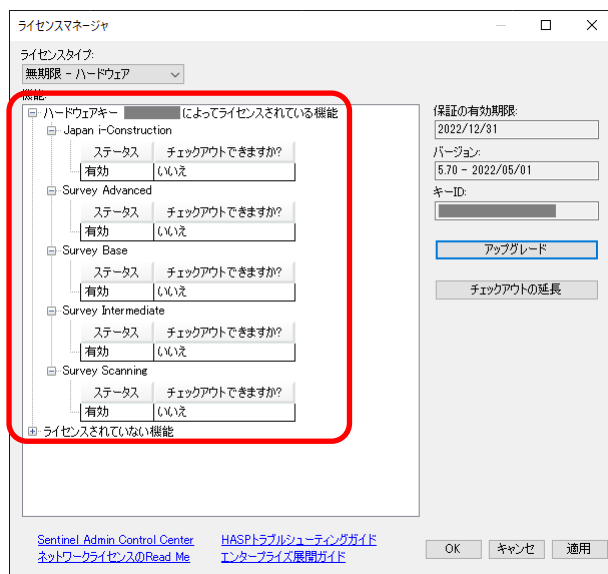 ライセンスマネージャ
ライセンスタイプ:
無期限 - ハードウェア
機能:
ハードウェアキー によってライセンスされている機能
Japan i-Construction
ステータス チェックアウトできますか?
有効 いいえ
Survey Advanced
ステータス チェックアウトできますか?
有効 いいえ
Survey Base
ステータス チェックアウトできますか?
有効 いいえ
Survey Intermediate
ステータス チェックアウトできますか?
有効 いいえ
Survey Scanning
ステータス チェックアウトできますか?
有効 いいえ
ライセンスされていない機能
保証の有効期限:
2022/12/31
バージョン:
5.70 - 2022/05/01
キーID:
アップグレード
チェックアウトの延長
Sentinel Admin Control Center
HASPトラブルシューティングガイド
ネットワークライセンスのRead Me
エンタープライズ展開ガイド
OK
キャンセ
適用